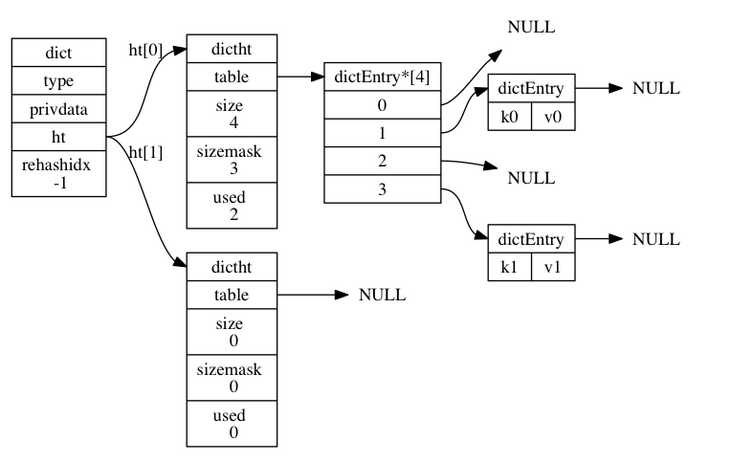 dict
type
privdata
ht
rehashidx
-1
ht[0]
ht[1]
dictht
table
size
4
sizemask
3
used
2
dictht
table
size
0
sizemask
0
used
0
NULL
dictEntry*[4]
0
1
2
3
NULL
dictEntry
k0 v0
NULL
NULL
dictEntry
k1 v1
NULL